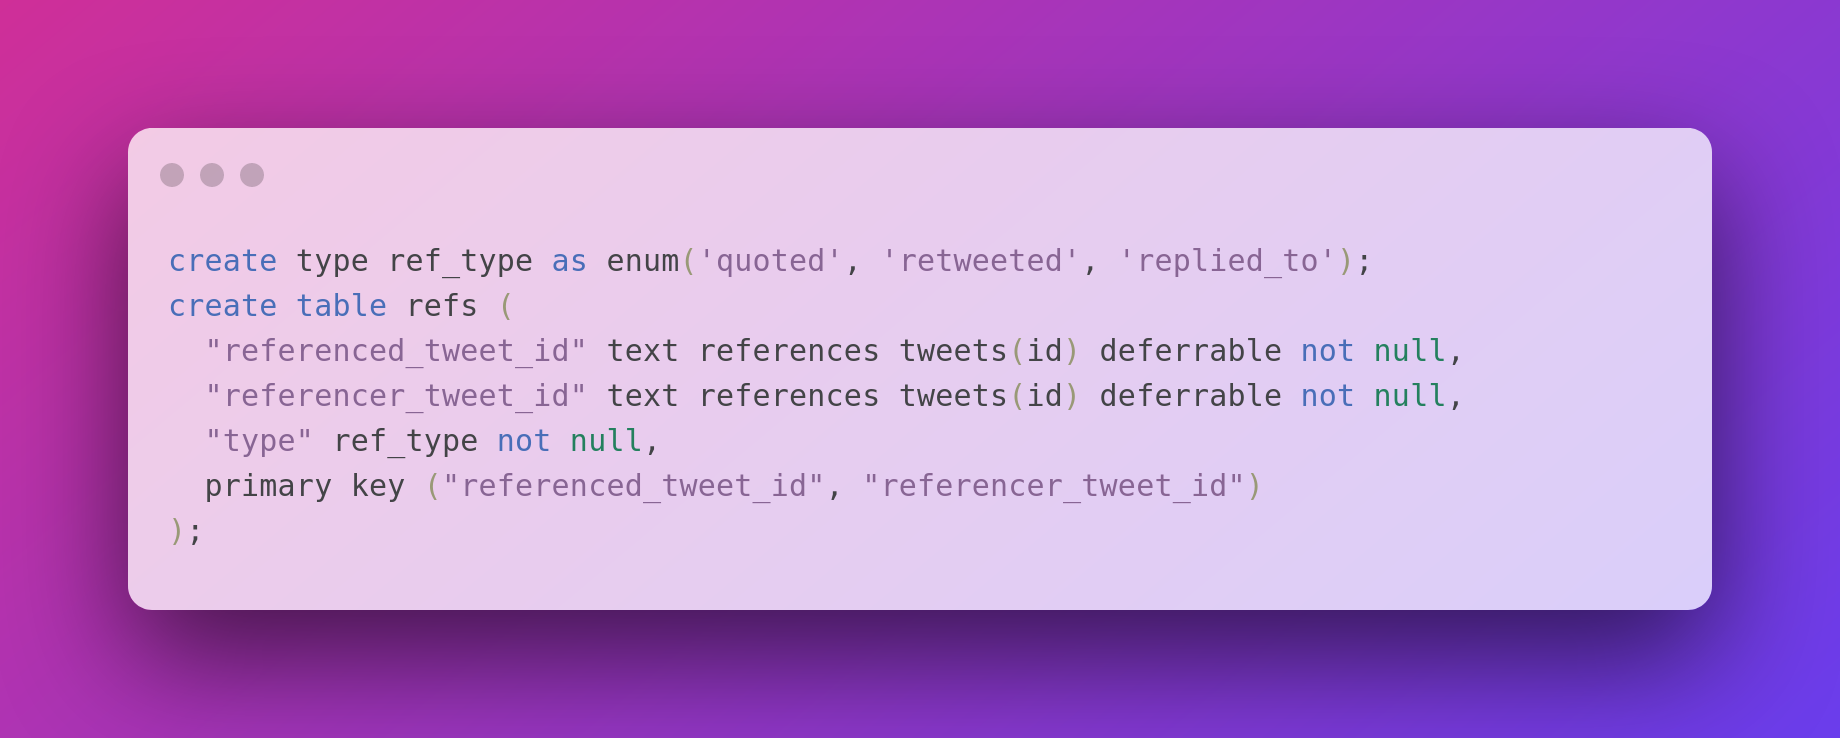 create type ref_type as enum('quoted', 'retweeted', 'replied_to');
create table refs (
  "referenced_tweet_id" text references tweets(id) deferrable not null,
  "referencer_tweet_id" text references tweets(id) deferrable not null,
  "type" ref_type not null,
  primary key ("referenced_tweet_id", "referencer_tweet_id")
);